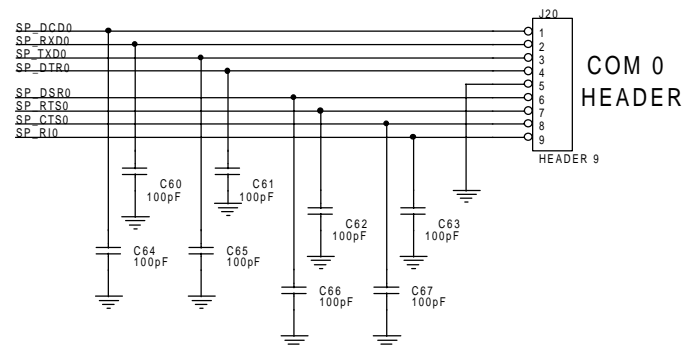 J20
SP_DCD0
SP_RXD0
SP_TXD0
SP_DTR0
SP_DSR0
SP_RTS0
SP_CTS0
SP_RI0
1
2
3
4
5
6
7
8
9
COM 0
HEADER
HEADER 9
C60
100pF
C61
100pF
C62
100pF
C63
100pF
C64
100pF
C65
100pF
C66
100pF
C67
100pF